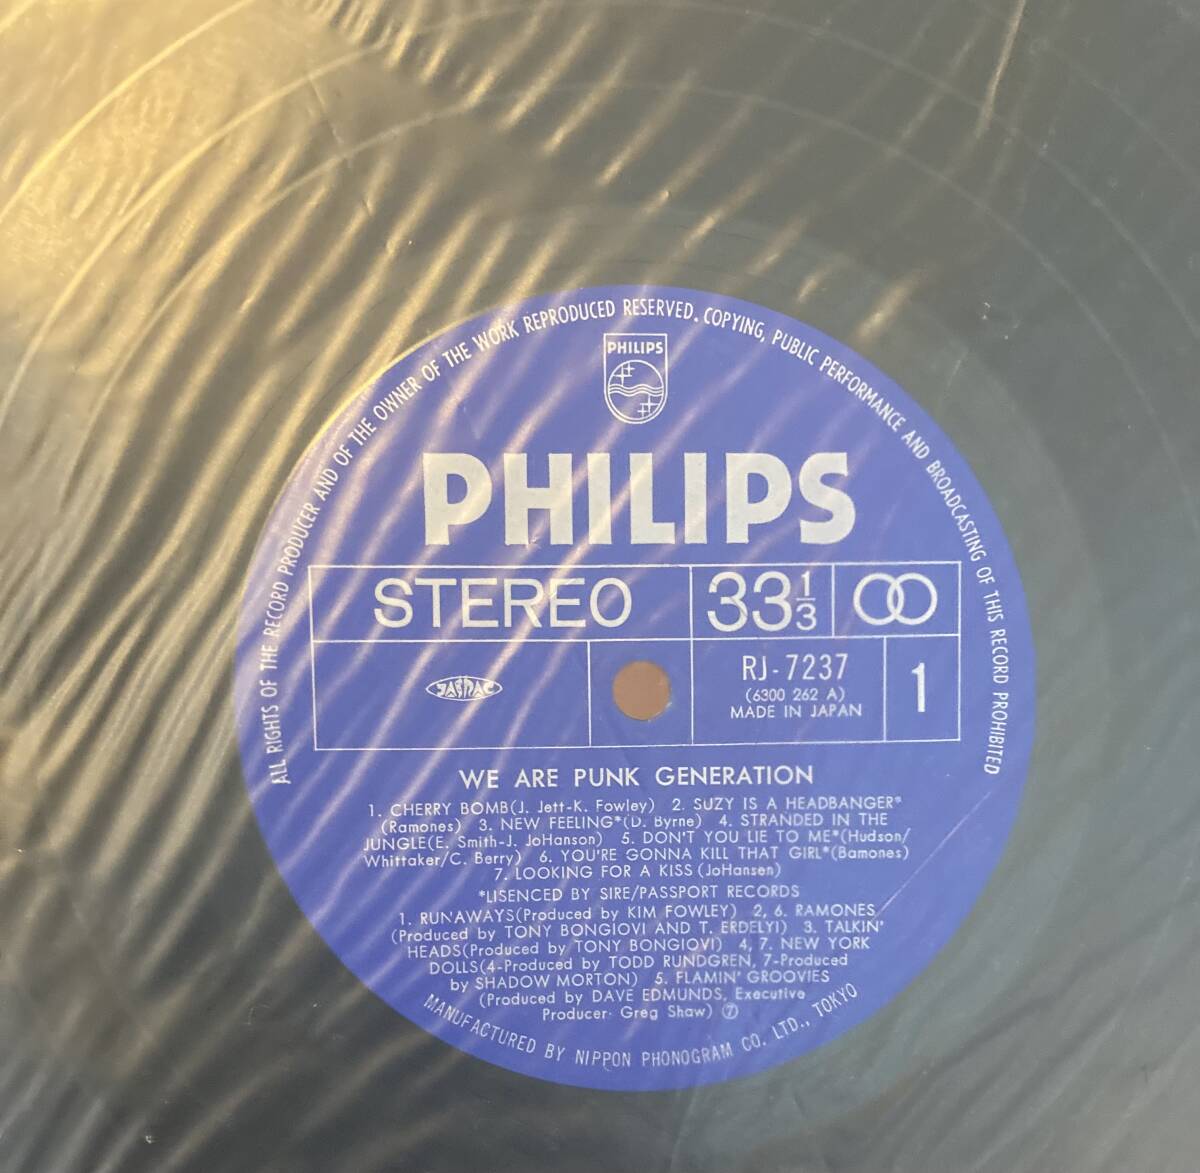 ALL RIGHTS OF THE RECORD PRODUCER AND OF THE OWNER OF THE WORK REPRODUCED RESERVED. COPYING, PUBLIC PERFORMANCE AND BROADCASTING OF THIS RECORD PROHIBITED
PHILIPS
PHILIPS
STEREO
33 1/3
JASRAC
RJ-7237
(6300 262 A)
MADE IN JAPAN
1
WE ARE PUNK GENERATION
1. CHERRY BOMB(J. Jett-K. Fowley) 2. SUZY IS A HEADBANGER*
(Ramones) 3. NEW FEELING*(D. Byrne) 4. STRANDED IN THE
JUNGLE(E. Smith-J. JoHanson) 5. DON'T YOU LIE TO ME*(Hudson/
Whittaker/C. Berry) 6. YOU'RE GONNA KILL THAT GIRL*(Bamones)
7. LOOKING FOR A KISS (JoHansen)
*LISENCED BY SIRE/PASSPORT RECORDS
1. RUNAWAYS(Produced by KIM FOWLEY) 2, 6. RAMONES
(Produced by TONY BONGIOVI AND T. ERDELYI) 3. TALKIN'
HEADS(Produced by TONY BONGIOVI) 4, 7. NEW YORK
DOLLS(4-Produced by TODD RUNDGREN, 7-Produced
by SHADOW MORTON) 5. FLAMIN' GROOVIES
(Produced by DAVE EDMUNDS, Executive
Producer: Greg Shaw) ⑦
MANUFACTURED BY NIPPON PHONOGRAM CO. LTD., TOKYO